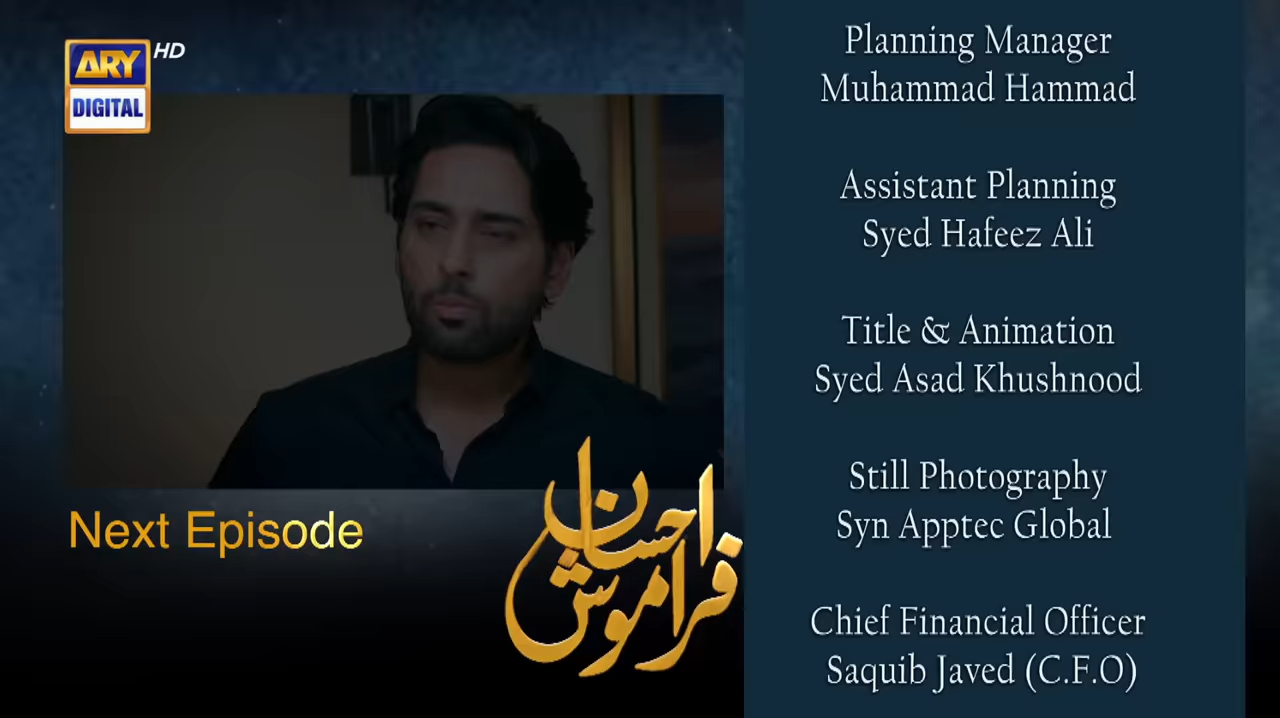 ARY HD
DIGITAL
Next Episode
احسان
فراموش
Planning Manager
Muhammad Hammad
Assistant Planning
Syed Hafeez Ali
Title & Animation
Syed Asad Khushnood
Still Photography
Syn Apptec Global
Chief Financial Officer
Saquib Javed (C.F.O)